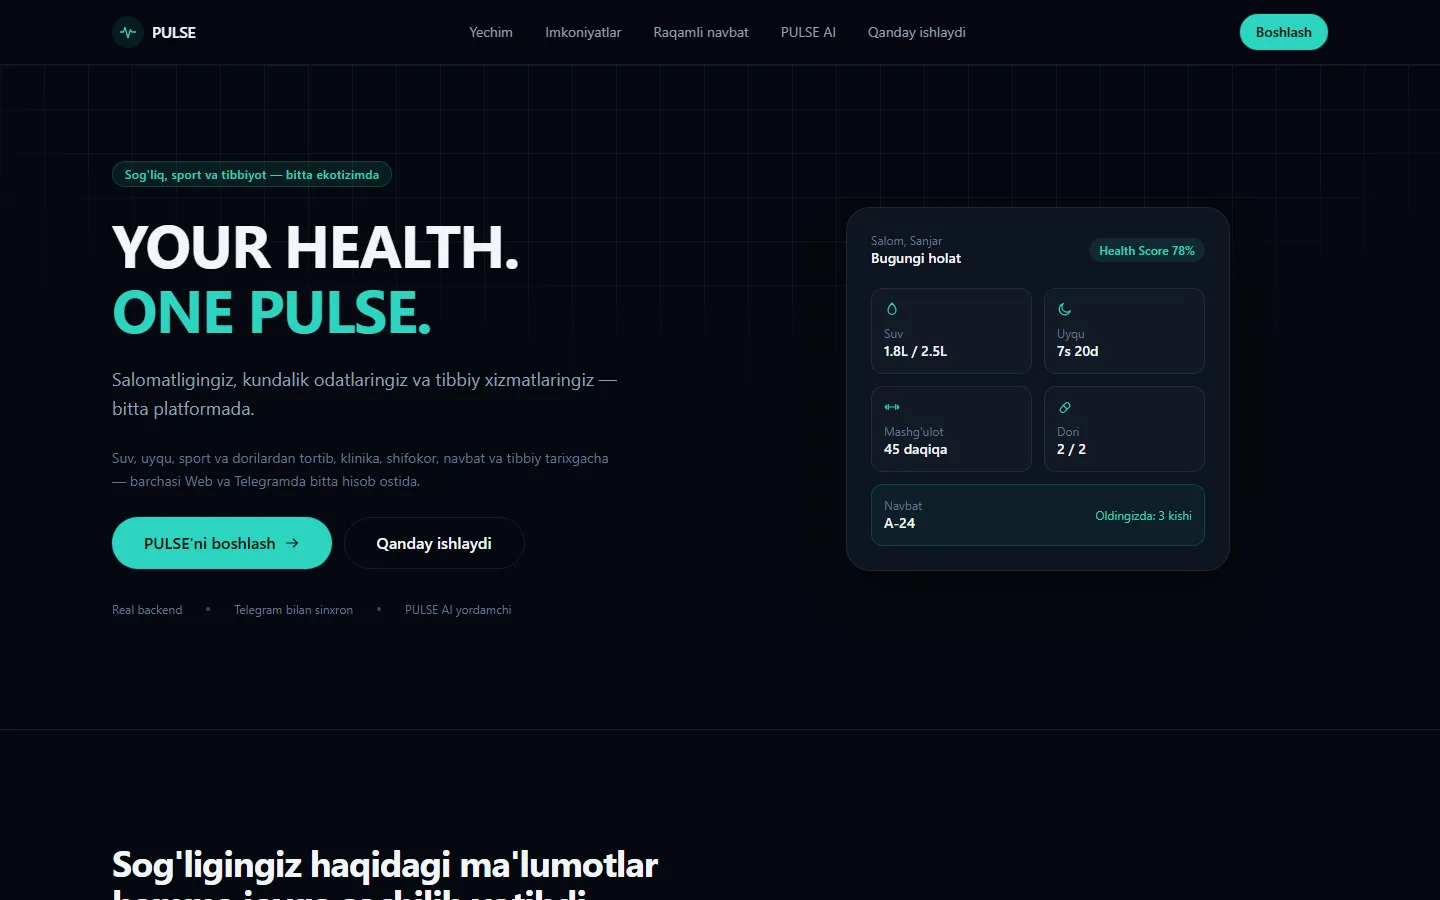 PULSE
Yechim
Imkoniyatlar
Raqamli navbat
PULSE AI
Qanday ishlaydi
Boshlash
Sog'liq, sport va tibbiyot — bitta ekotizimda
YOUR HEALTH.
ONE PULSE.
Salomatligingiz, kundalik odatlaringiz va tibbiy xizmatlaringiz —
bitta platformada.
Suv, uyqu, sport va dorilardan tortib, klinika, shifokor, navbat va tibbiy tarixgacha
— barchasi Web va Telegramda bitta hisob ostida.
PULSE'ni boshlash →
Qanday ishlaydi
Real backend • Telegram bilan sinxron • PULSE AI yordamchi
Salom, Sanjar
Bugungi holat
Health Score 78%
Suv
1.8L / 2.5L
Uyqu
7s 20d
Mashg'ulot
45 daqiqa
Dori
2 / 2
Navbat
A-24
Oldingizda: 3 kishi
Sog'ligingiz haqidagi ma'lumotlar